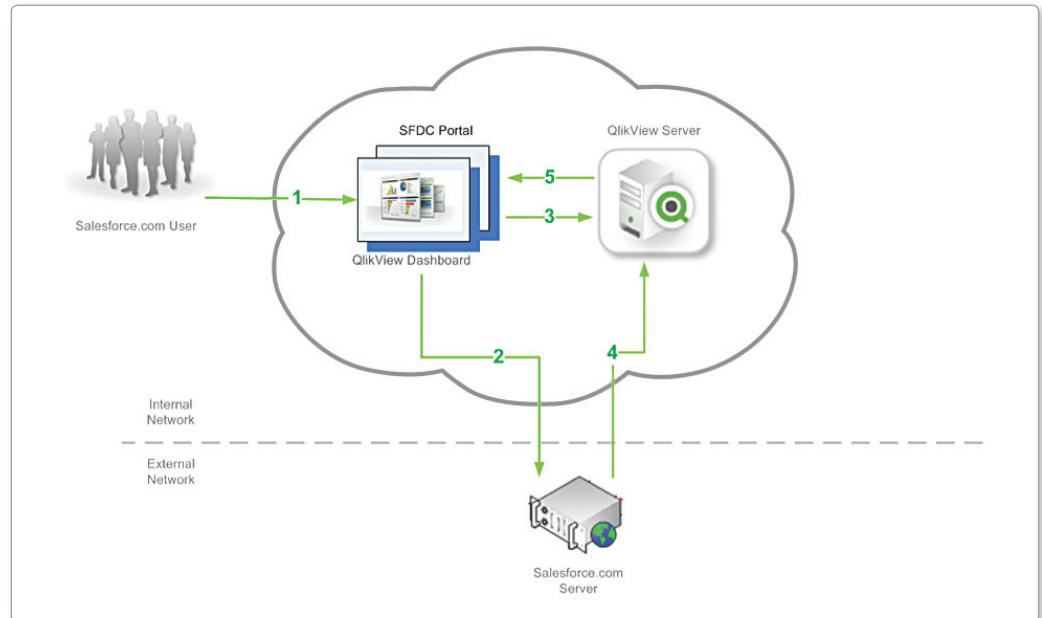 SFDC Portal
QlikView Server
5
1
3
Salesforce.com User
QlikView Dashboard
2
4
Internal
Network
External
Network
Salesforce.com
Server